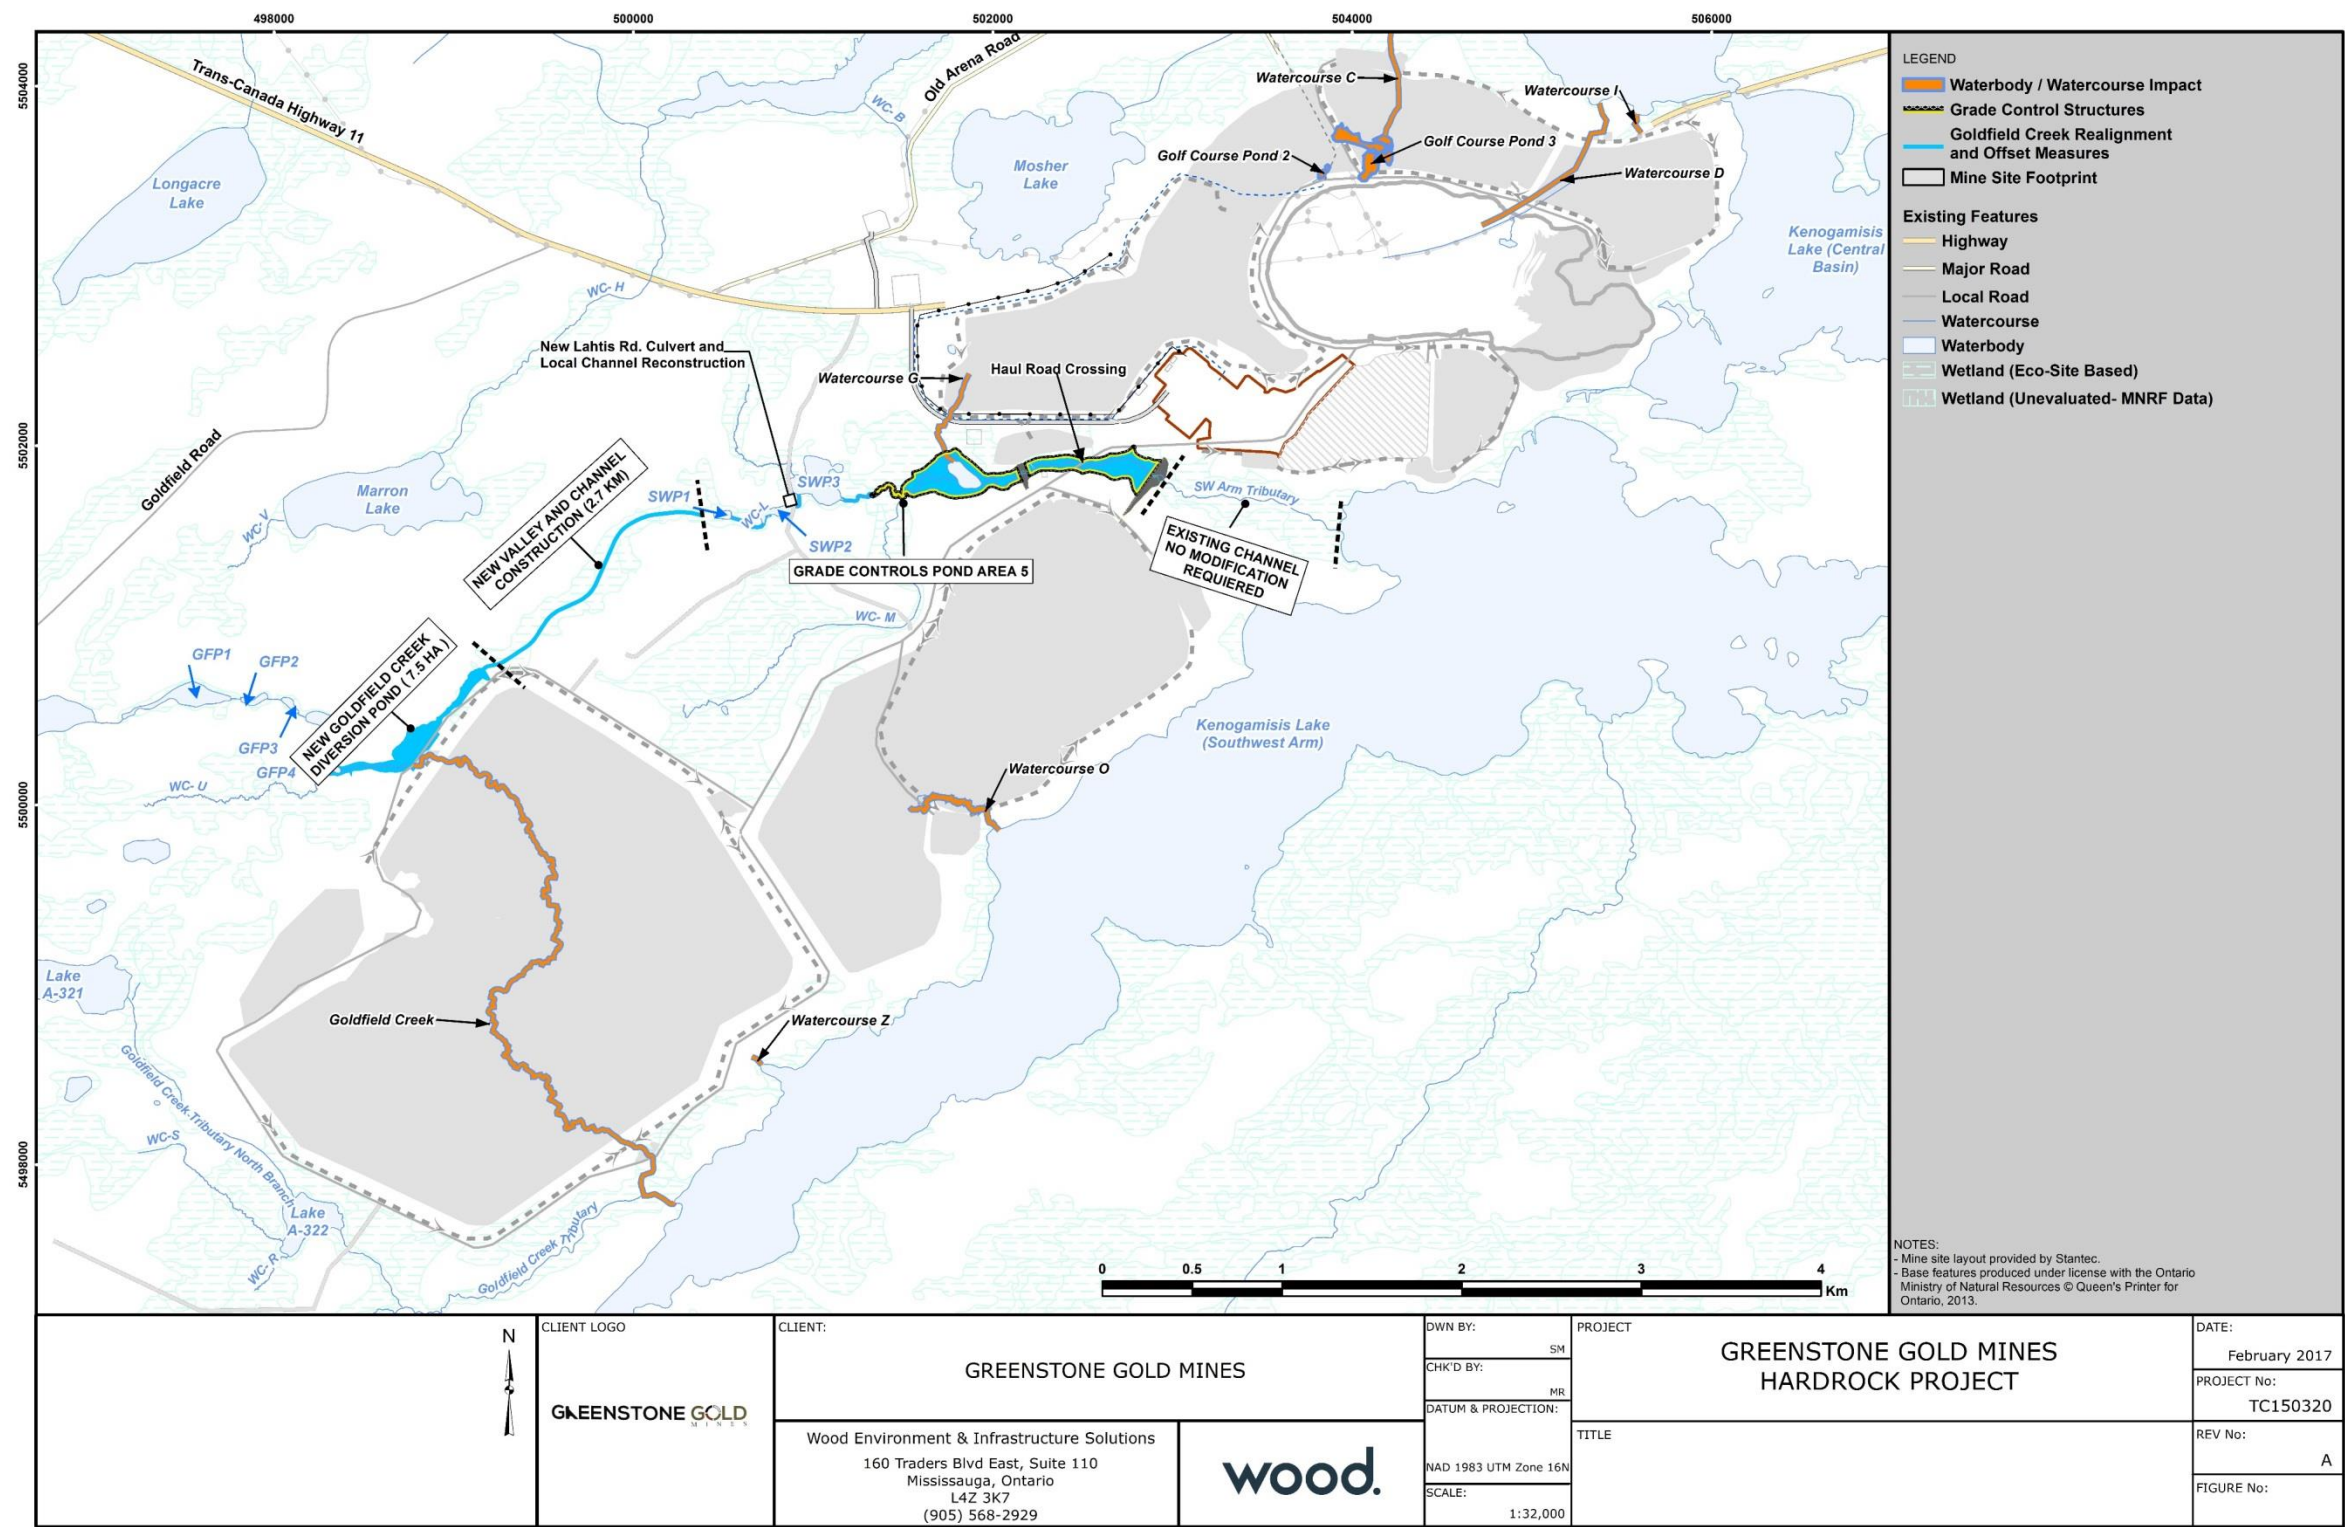 498000
500000
502000
504000
506000
5504000
5502000
5500000
5498000
Trans-Canada Highway 11
Old Arena Road
WC- B
Longacre
Lake
Mosher
Lake
Watercourse C
Watercourse I
Golf Course Pond 2
Golf Course Pond 3
Watercourse D
Kenogamisis
Lake (Central
Basin)
WC- H
New Lahtis Rd. Culvert and
Local Channel Reconstruction
Watercourse G
Haul Road Crossing
Goldfield Road
Marron
Lake
WC- V
NEW VALLEY AND CHANNEL
CONSTRUCTION (2.7 KM)
SWP1
WC-L
SWP3
SWP2
SW Arm Tributary
GRADE CONTROLS POND AREA 5
EXISTING CHANNEL
NO MODIFICATION
REQUIERED
WC- M
GFP1
GFP2
GFP3
GFP4
NEW GOLDFIELD CREEK
DIVERSION POND ( 7.5 HA )
WC- U
Kenogamisis Lake
(Southwest Arm)
Watercourse O
Lake
A-321
Goldfield Creek
Watercourse Z
Goldfield Creek Tributary North Branch
WC-S
Lake
A-322
WC- R
Goldfield Creek Tributary
0
0.5
1
2
3
4
Km
LEGEND
Waterbody / Watercourse Impact
Grade Control Structures
Goldfield Creek Realignment
and Offset Measures
Mine Site Footprint
Existing Features
Highway
Major Road
Local Road
Watercourse
Waterbody
Wetland (Eco-Site Based)
Wetland (Unevaluated- MNRF Data)
NOTES:
- Mine site layout provided by Stantec.
- Base features produced under license with the Ontario
Ministry of Natural Resources © Queen's Printer for
Ontario, 2013.
N
CLIENT LOGO
GREENSTONE GOLD
MINES
CLIENT:
GREENSTONE GOLD MINES
Wood Environment & Infrastructure Solutions
160 Traders Blvd East, Suite 110
Mississauga, Ontario
L4Z 3K7
(905) 568-2929
wood.
DWN BY:
SM
CHK'D BY:
MR
DATUM & PROJECTION:
NAD 1983 UTM Zone 16N
SCALE:
1:32,000
PROJECT
GREENSTONE GOLD MINES
HARDROCK PROJECT
TITLE
DATE:
February 2017
PROJECT No:
TC150320
REV No:
A
FIGURE No: